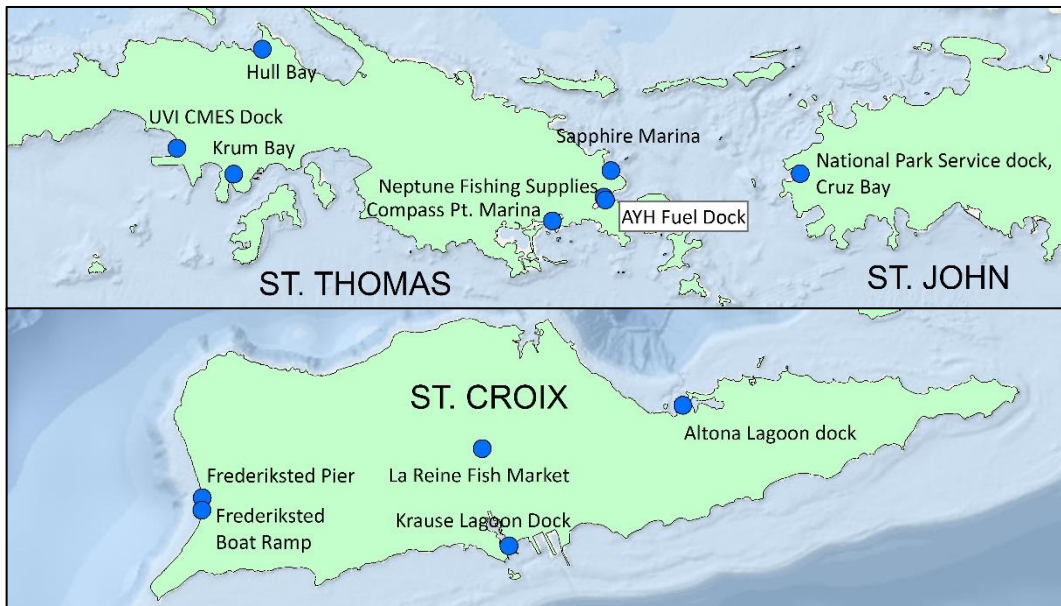 Hull Bay
UVI CMES Dock
Krum Bay
Sapphire Marina
Neptune Fishing Supplies
Compass Pt. Marina
AYH Fuel Dock
National Park Service dock,
Cruz Bay
ST. THOMAS
ST. JOHN
ST. CROIX
Altona Lagoon dock
Frederiksted Pier
La Reine Fish Market
Frederiksted
Boat Ramp
Krause Lagoon Dock